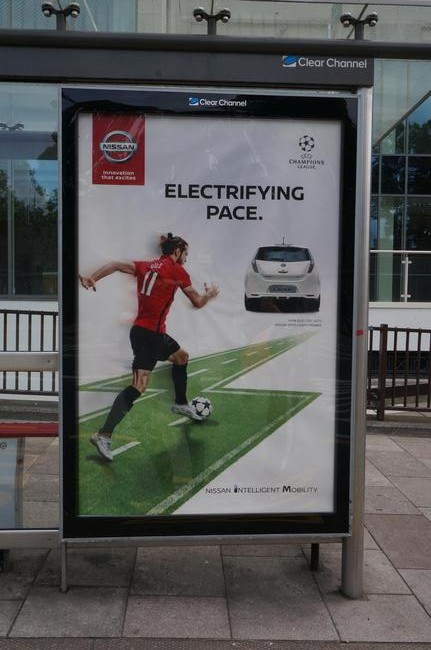 Clear Channel
Clear Channel
NISSAN
Innovation
that excites
CHAMPIONS
LEAGUE
ELECTRIFYING
PACE.
11
NISSAN INTELLIGENT MOBILITY